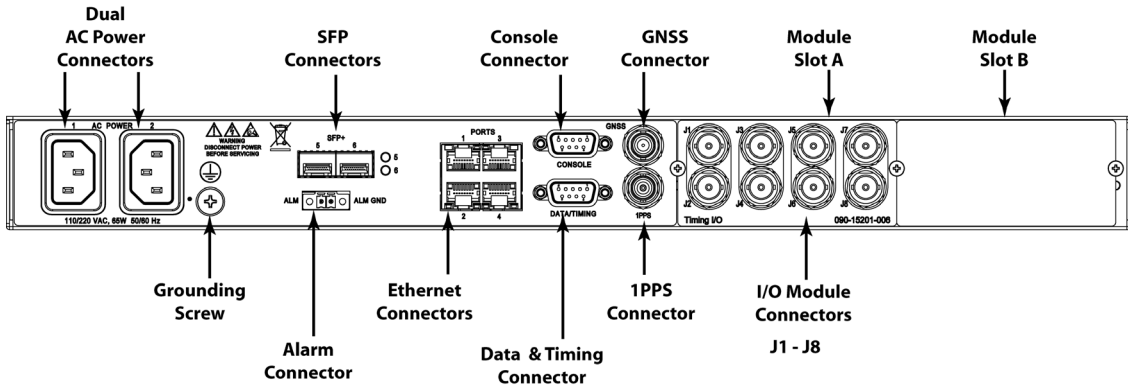 Dual
AC Power
Connectors
SFP
Connectors
Console
Connector
GNSS
Connector
Module
Slot A
Module
Slot B
1 AC POWER 2
WARNING
DISCONNECT POWER
BEFORE SERVICING
SFP+
5 6
5
6
PORTS
1 3
CONSOLE
GNSS
J1 J3 J5 J7
ALM ALM GND
2 4
DATA/TIMING
1PPS
J2 J4 J6 J8
110/220 VAC, 65W 50/60 Hz
Timing I/O
090-15201-006
Grounding
Screw
Alarm
Connector
Ethernet
Connectors
Data & Timing
Connector
1PPS
Connector
I/O Module
Connectors
J1 - J8